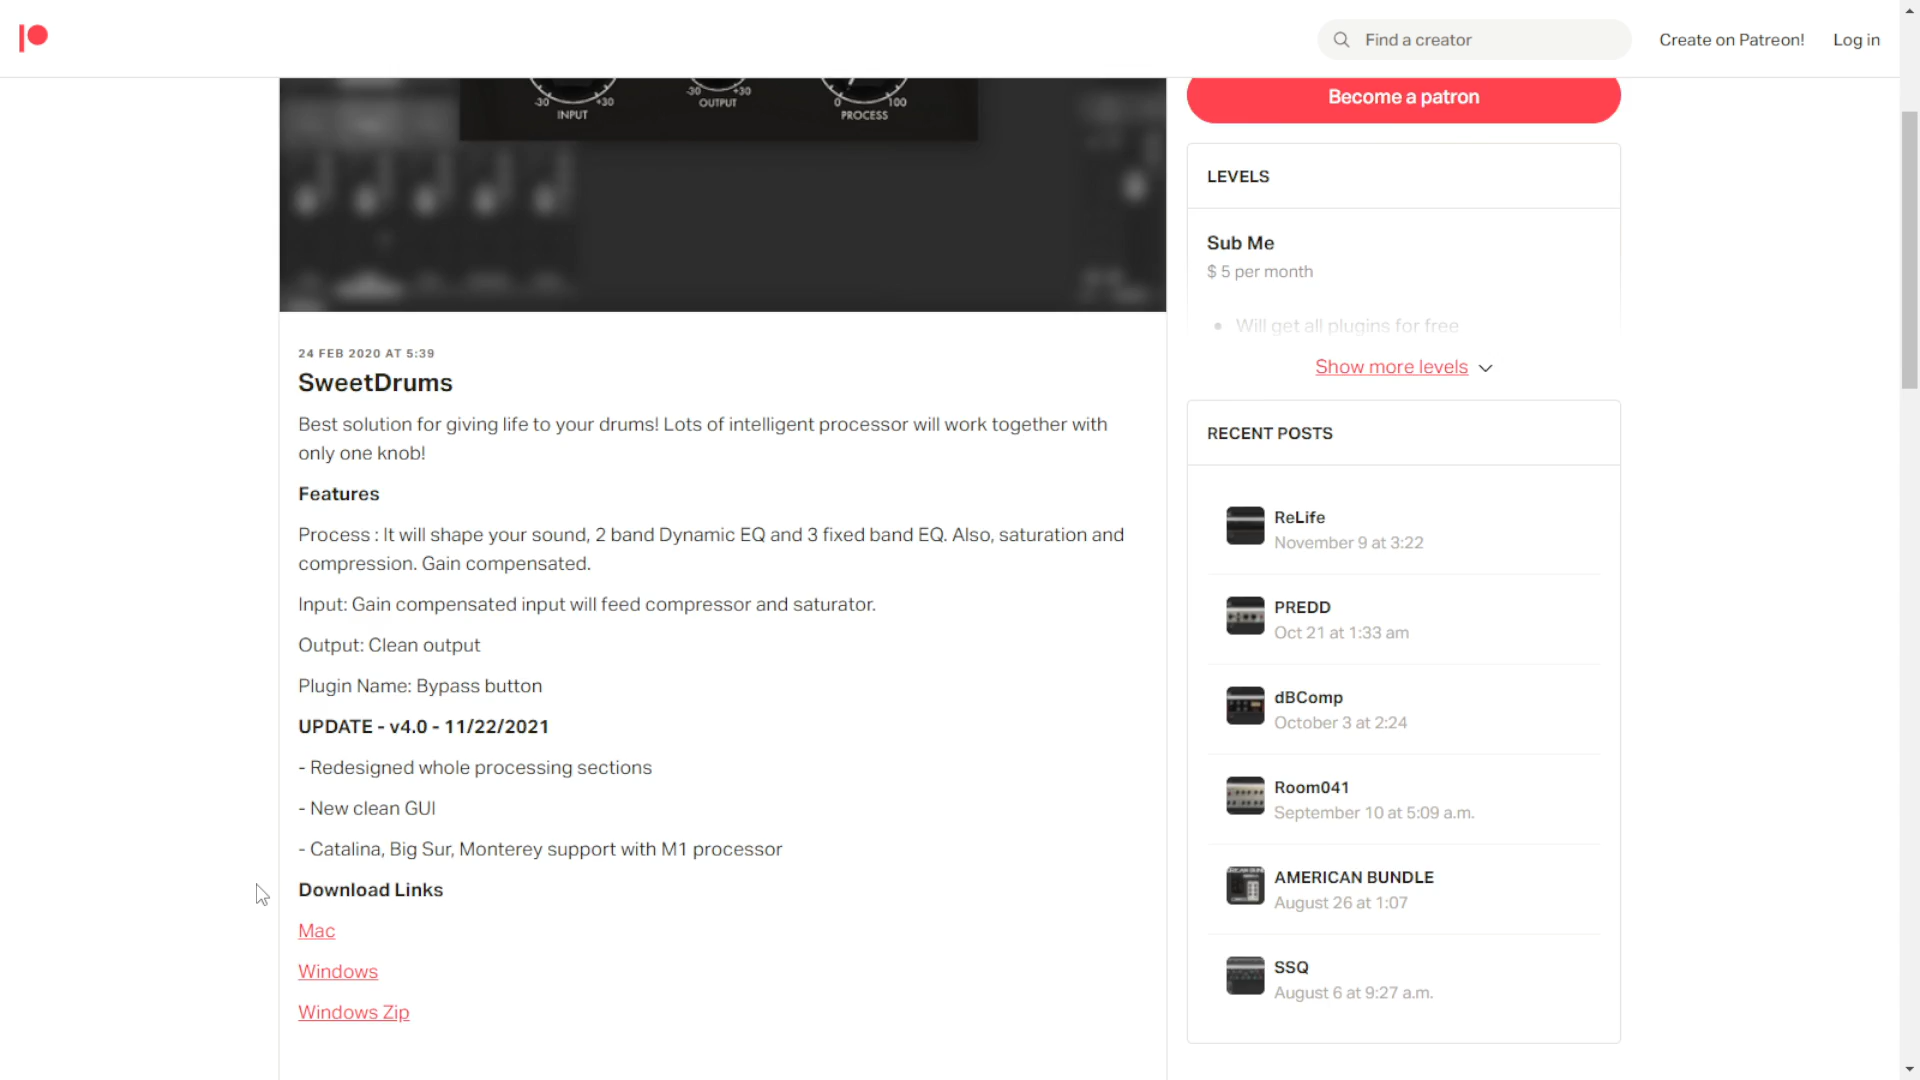 Find a creator
Create on Patreon!
Log in
-30 +30
INPUT
-30 +30
OUTPUT
0 100
PROCESS
24 FEB 2020 AT 5:39
SweetDrums
Best solution for giving life to your drums! Lots of intelligent processor will work together with
only one knob!
Features
Process : It will shape your sound, 2 band Dynamic EQ and 3 fixed band EQ. Also, saturation and
compression. Gain compensated.
Input: Gain compensated input will feed compressor and saturator.
Output: Clean output
Plugin Name: Bypass button
UPDATE - v4.0 - 11/22/2021
- Redesigned whole processing sections
- New clean GUI
- Catalina, Big Sur, Monterey support with M1 processor
Download Links
Mac
Windows
Windows Zip
Become a patron
LEVELS
Sub Me
$ 5 per month
• Will get all plugins for free
Show more levels
RECENT POSTS
ReLife
November 9 at 3:22
PREDD
Oct 21 at 1:33 am
dBComp
October 3 at 2:24
Room041
September 10 at 5:09 a.m.
AMERICAN BUNDLE
August 26 at 1:07
SSQ
August 6 at 9:27 a.m.